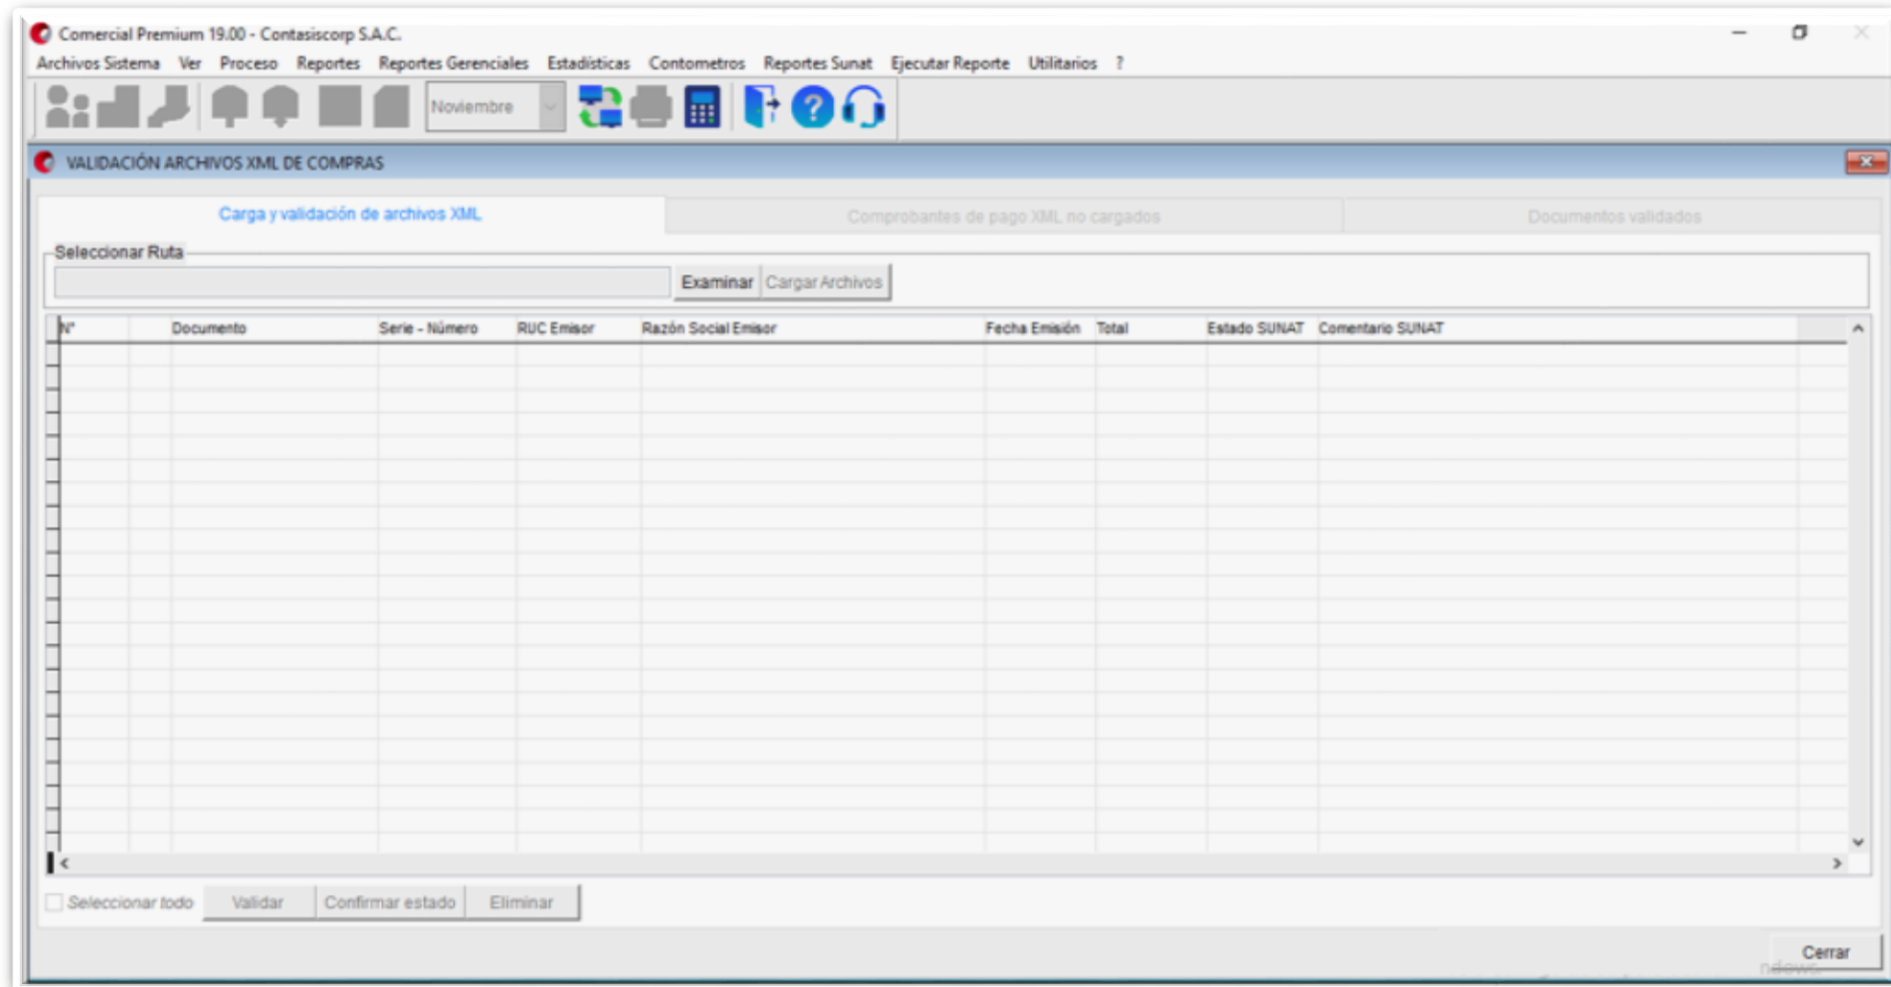 Comercial Premium 19.00 - Contasiscorp S.A.C.
Archivos Sistema Ver Proceso Reportes Reportes Gerenciales Estadísticas Contometros Reportes Sunat Ejecutar Reporte Utilitarios ?
Noviembre
VALIDACIÓN ARCHIVOS XML DE COMPRAS
Carga y validación de archivos XML Comprobantes de pago XML no cargados Documentos validados
Seleccionar Ruta
Examinar Cargar Archivos
N° Documento Serie - Número RUC Emisor Razón Social Emisor Fecha Emisión Total Estado SUNAT Comentario SUNAT
Seleccionar todo Validar Confirmar estado Eliminar
Cerrar